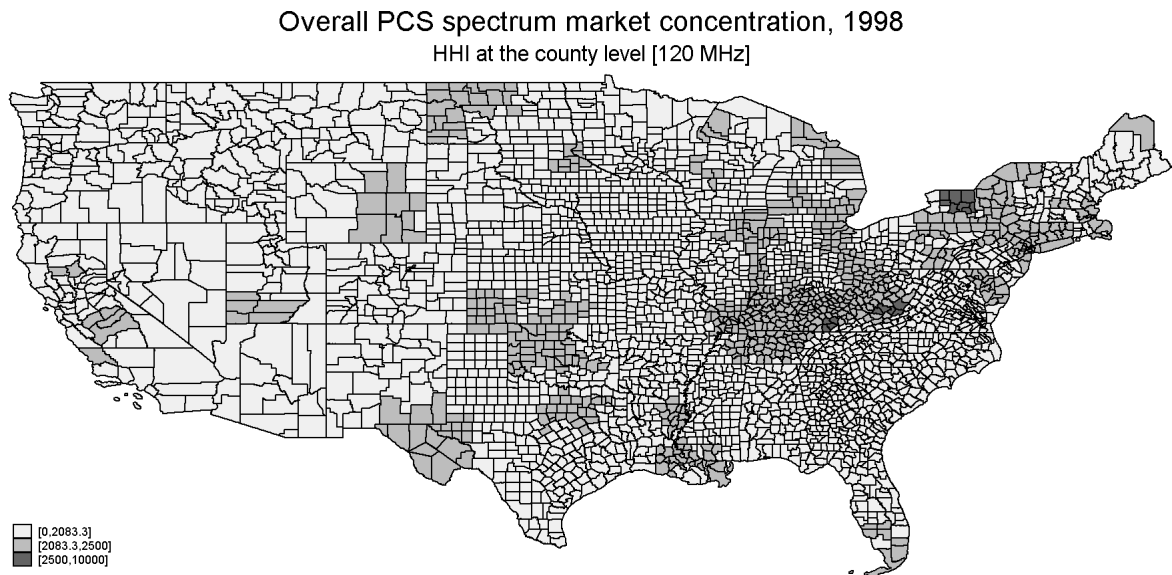 Overall PCS spectrum market concentration, 1998
HHI at the county level [120 MHz]
[0,2083.3]
[2083.3,2500]
[2500,10000]